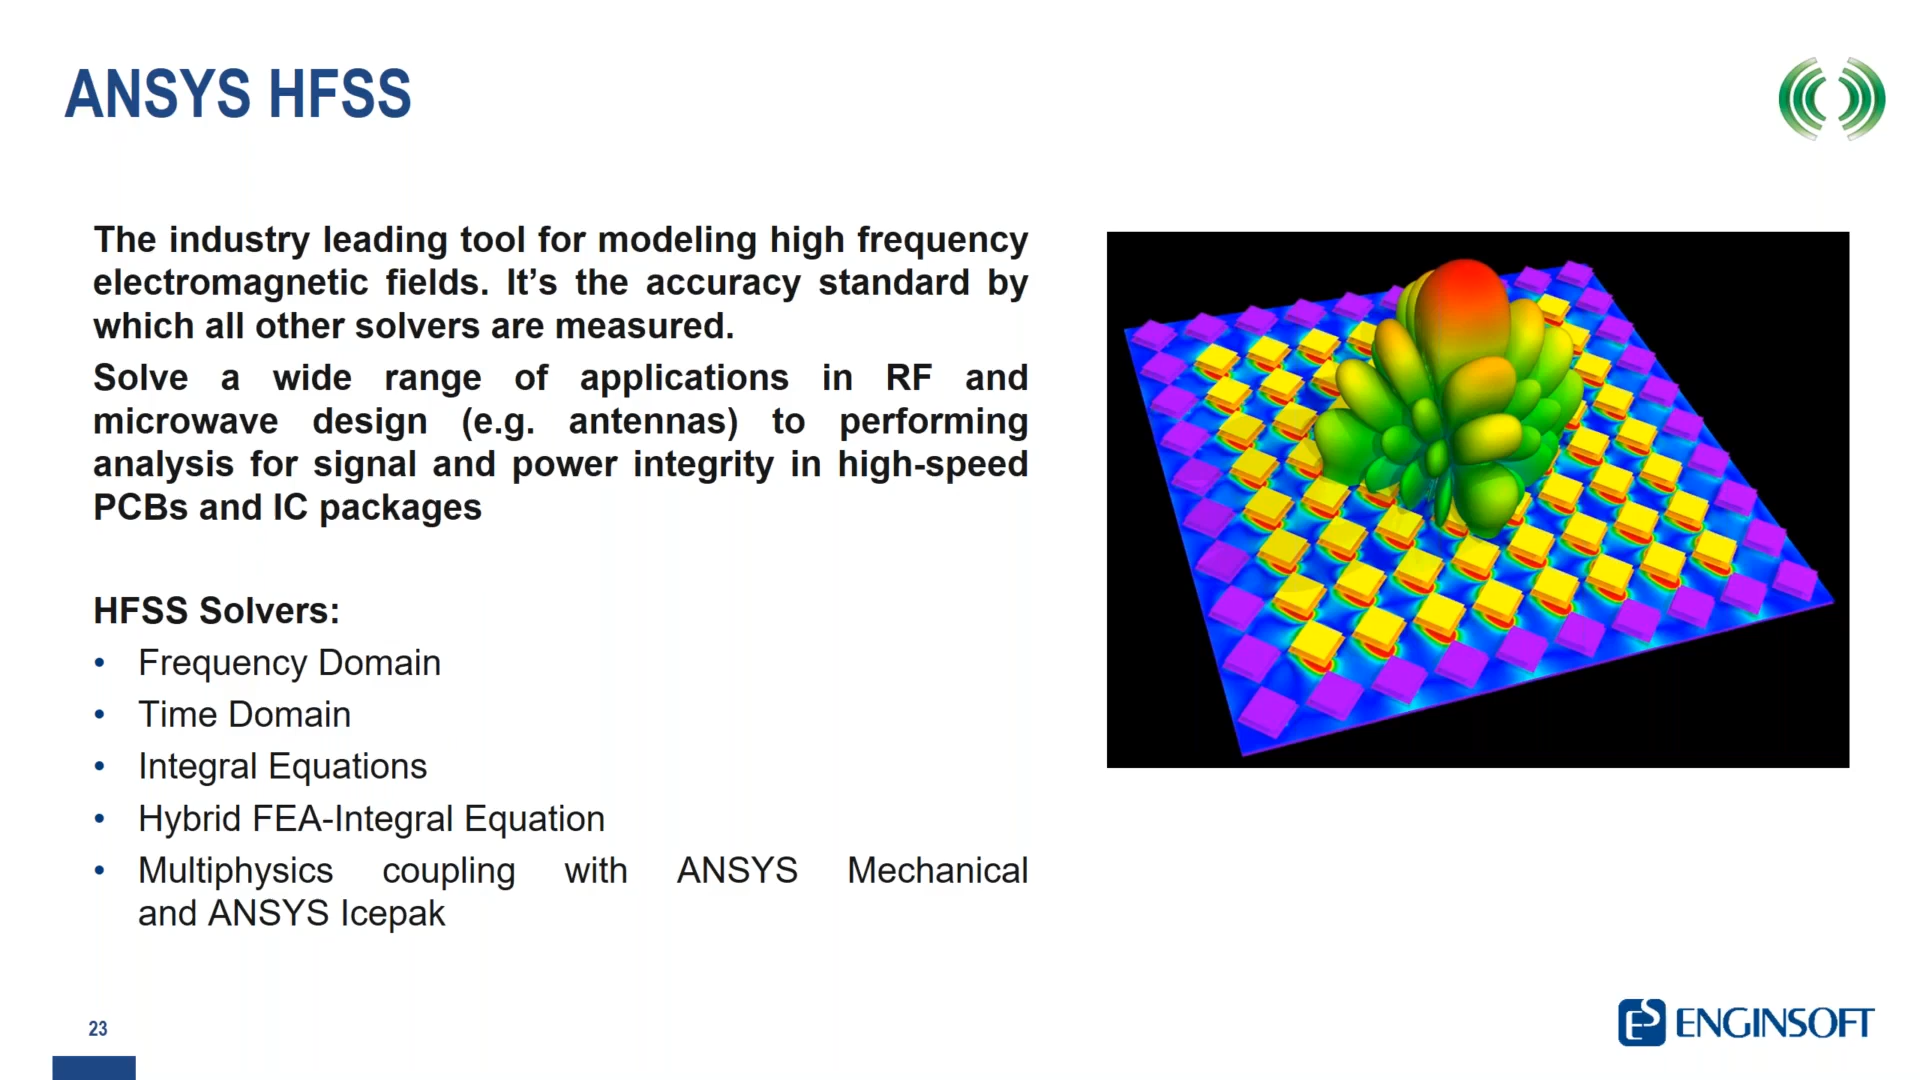 ANSYS HFSS
The industry leading tool for modeling high frequency
electromagnetic fields. It’s the accuracy standard by
which all other solvers are measured.
Solve a wide range of applications in RF and
microwave design (e.g. antennas) to performing
analysis for signal and power integrity in high-speed
PCBs and IC packages
HFSS Solvers:
• Frequency Domain
• Time Domain
• Integral Equations
• Hybrid FEA-Integral Equation
• Multiphysics coupling with ANSYS Mechanical
and ANSYS Icepak
23
ES ENGINSOFT